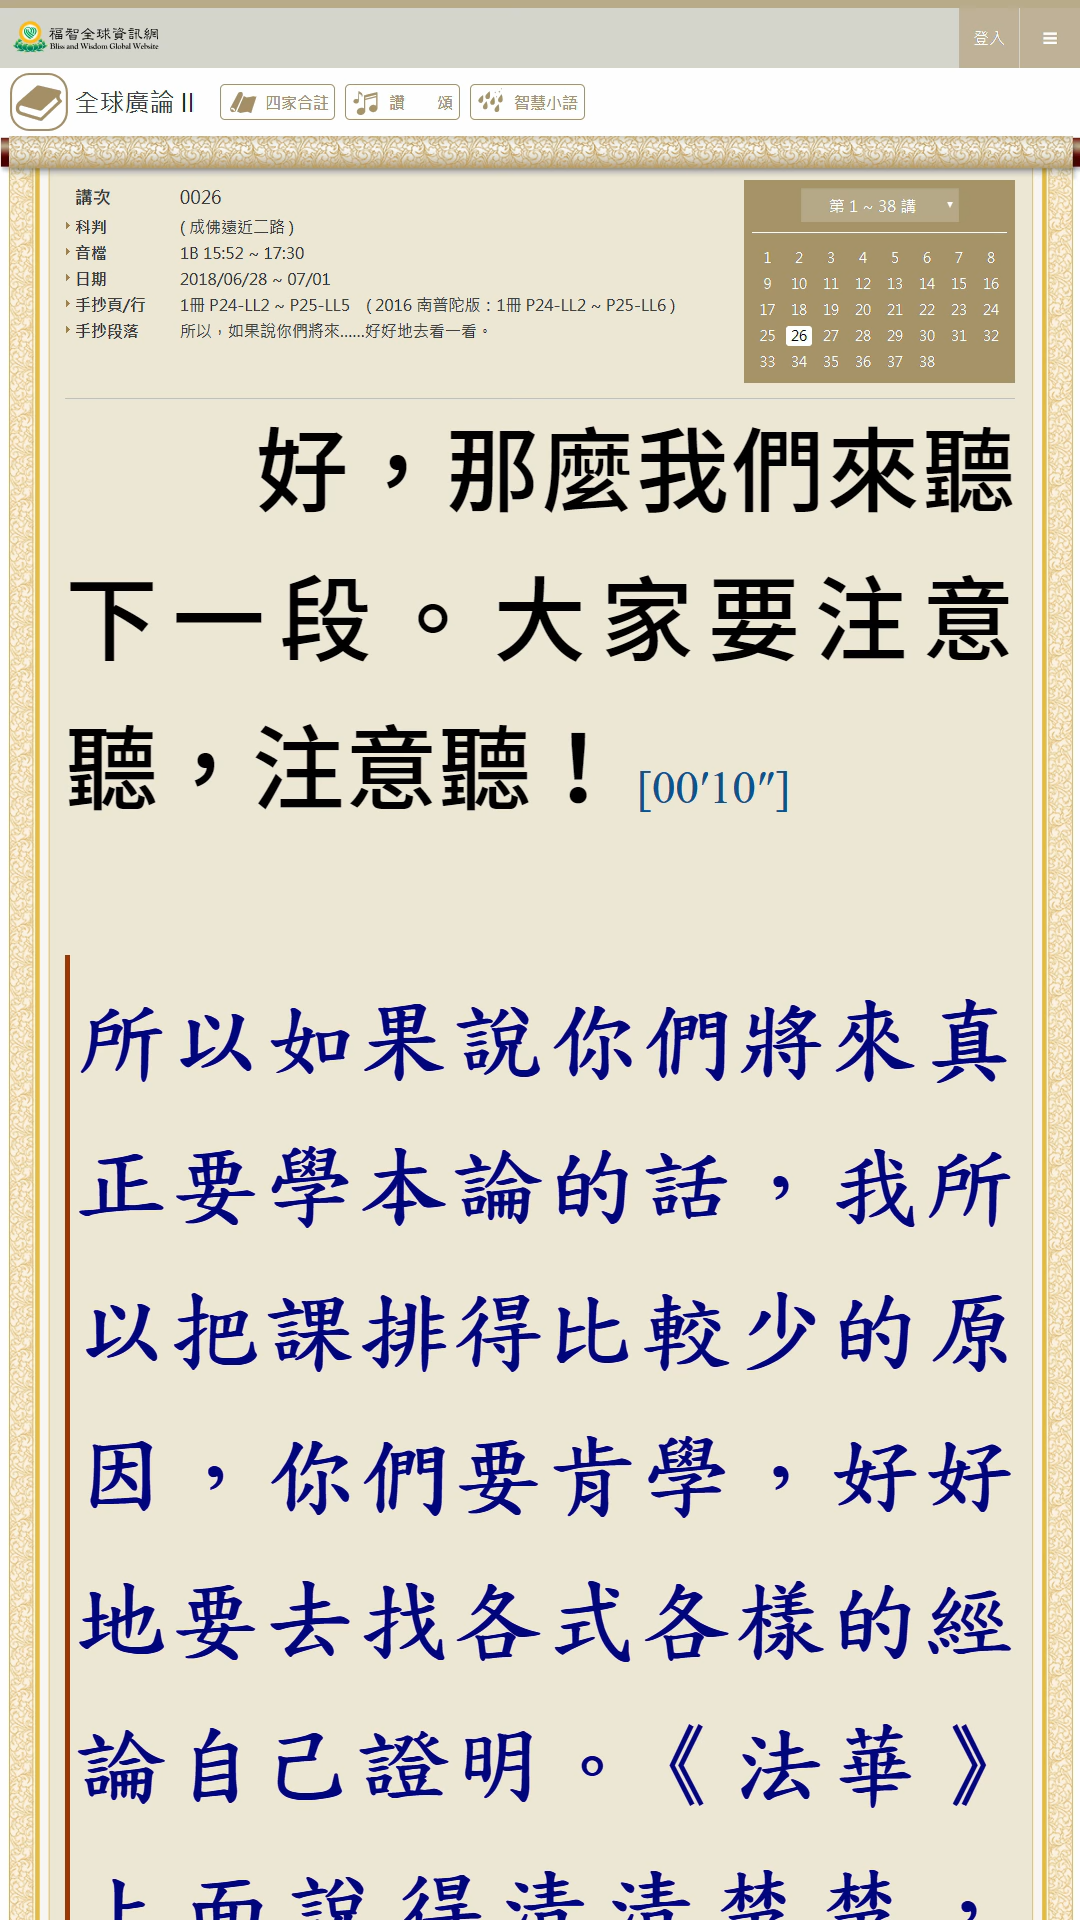 福智全球資訊網
Bliss and Wisdom Global Website
登入
全球廣論 II
四家合註
讚 頌
智慧小語
講次 0026
科判 ( 成佛遠近二路 )
音檔 1B 15:52 ~ 17:30
日期 2018/06/28 ~ 07/01
手抄頁/行 1冊 P24-LL2 ~ P25-LL5 ( 2016 南普陀版：1冊 P24-LL2 ~ P25-LL6 )
手抄段落 所以，如果說你們將來......好好地去看一看。
第 1 ~ 38 講
1 2 3 4 5 6 7 8
9 10 11 12 13 14 15 16
17 18 19 20 21 22 23 24
25 26 27 28 29 30 31 32
33 34 35 36 37 38
好，那麼我們來聽
下一段。大家要注意
聽，注意聽！ [00′10″]
所以如果說你們將來真
正要學本論的話，我所
以把課排得比較少的原
因，你們要肯學，好好
地要去找各式各樣的經
論自己證明。《法華》
上面說得清清楚楚，